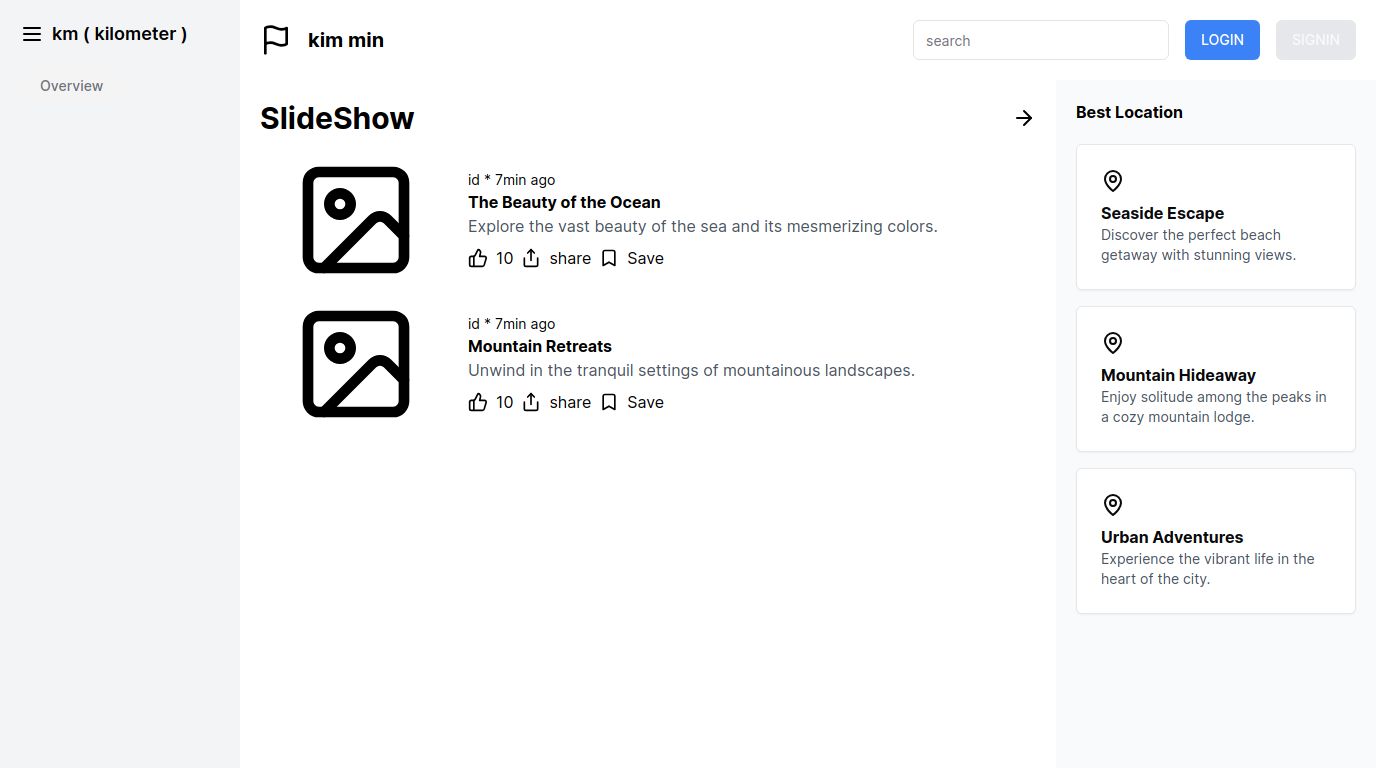 km ( kilometer )
Overview
kim min
search
LOGIN
SIGNIN
SlideShow
id * 7min ago
The Beauty of the Ocean
Explore the vast beauty of the sea and its mesmerizing colors.
10 share Save
id * 7min ago
Mountain Retreats
Unwind in the tranquil settings of mountainous landscapes.
10 share Save
Best Location
Seaside Escape
Discover the perfect beach
getaway with stunning views.
Mountain Hideaway
Enjoy solitude among the peaks in
a cozy mountain lodge.
Urban Adventures
Experience the vibrant life in the
heart of the city.